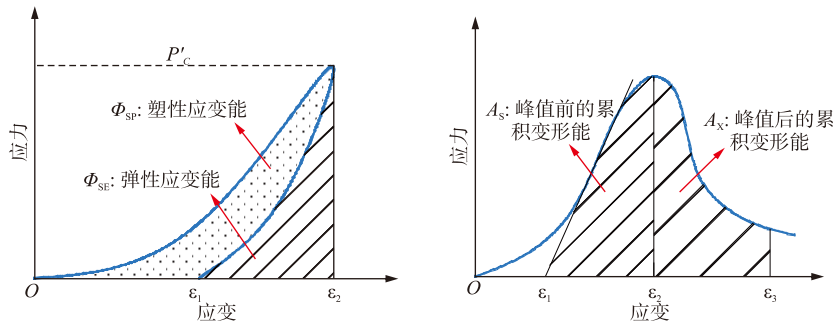 P′C
ΦSP: 塑性应变能
ΦSE: 弹性应变能
应力
O
ε1
ε2
应变
AS: 峰值前的累
积变形能
AX: 峰值后的累
积变形能
应力
O
ε1
ε2
ε3
应变